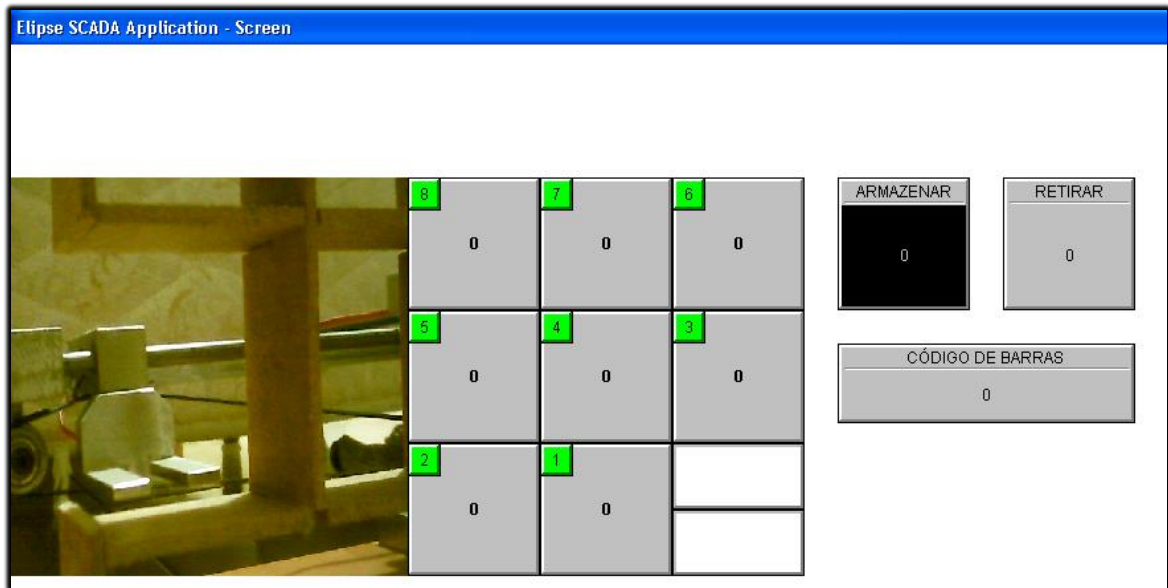 Elipse SCADA Application - Screen
8 7 6
ARMAZENAR RETIRAR
0 0 0
0 0
5 4 3
CÓDIGO DE BARRAS
0 0 0
0
2 1
0 0